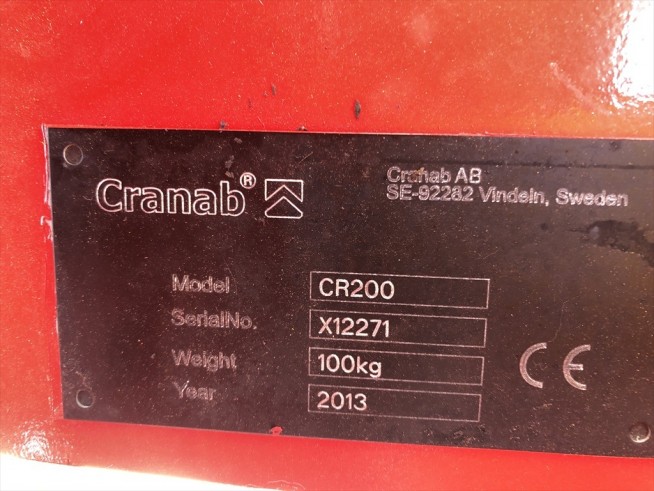 Cranab®
Cranab AB
SE-92282 Vindeln, Sweden
Model CR200
SerialNo. X12271
Weight 100kg
Year 2013
CE